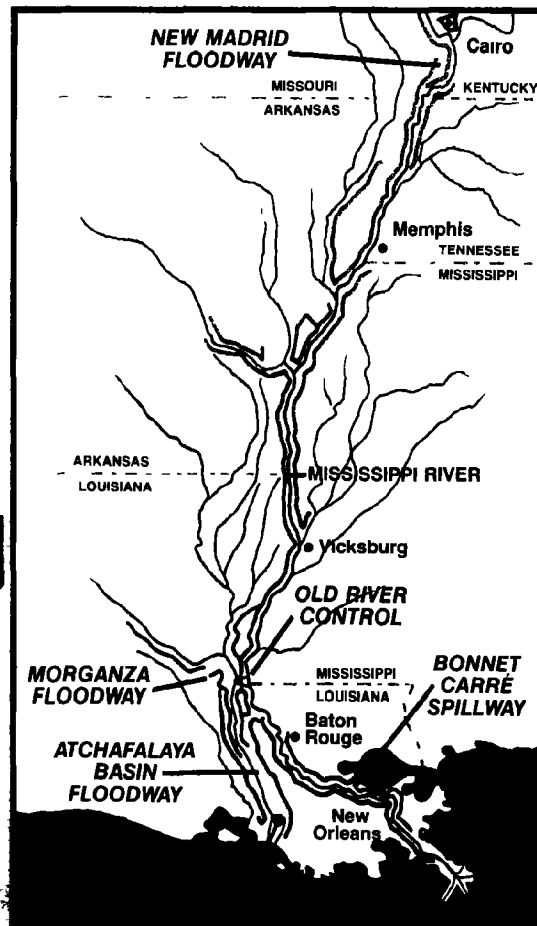 NEW MADRID
FLOODWAY
Cairo
MISSOURI
KENTUCKY
ARKANSAS
Memphis
TENNESSEE
MISSISSIPPI
ARKANSAS
LOUISIANA
MISSISSIPPI RIVER
Vicksburg
OLD RIVER
CONTROL
MORGANZA
FLOODWAY
MISSISSIPPI
LOUISIANA
BONNET
CARRÉ
SPILLWAY
Baton
Rouge
ATCHAFALAYA
BASIN
FLOODWAY
New
Orleans